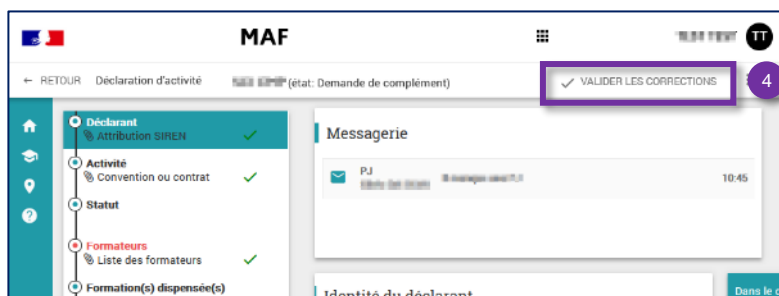 MAF
TT
← RETOUR Déclaration d'activité (état: Demande de complément) VALIDER LES CORRECTIONS 4
Déclarant
Attribution SIREN
Messagerie
Activité
Convention ou contrat
PJ
10:45
Statut
Formateurs
Liste des formateurs
Formation(s) dispensée(s)
Identité du déclarant
Dans le c